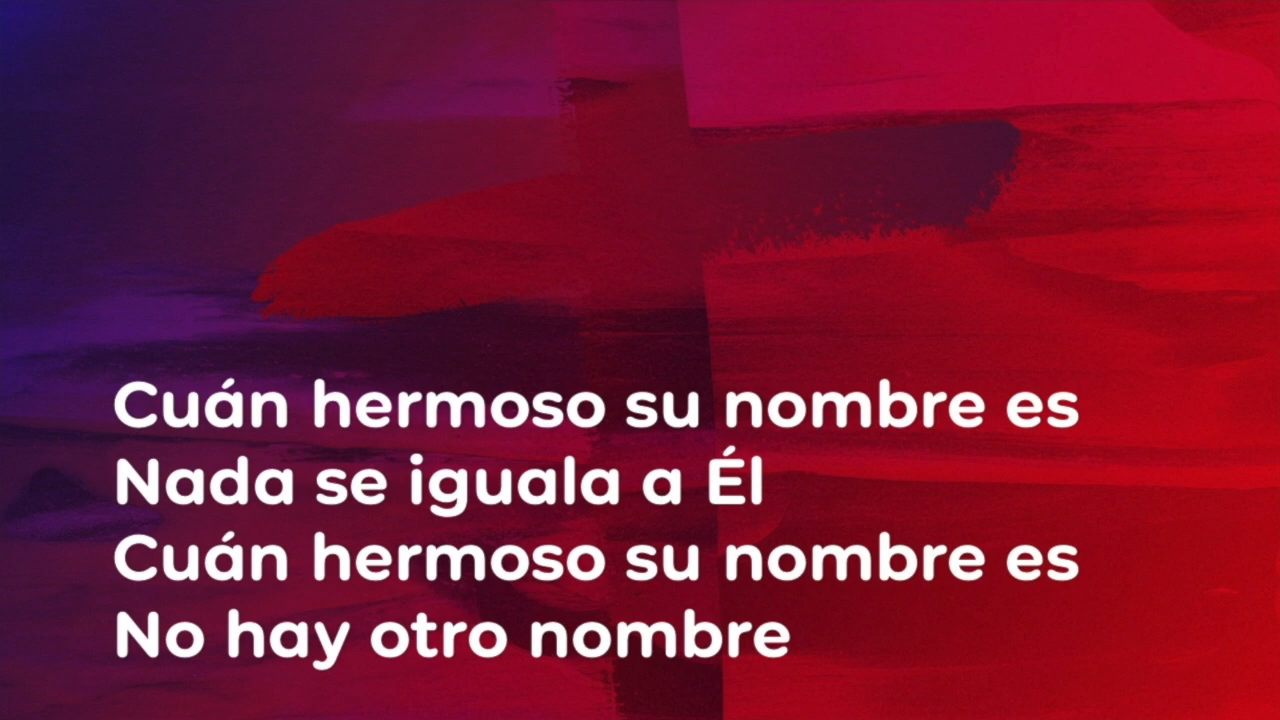 Cuán hermoso su nombre es
Nada se iguala a Él
Cuán hermoso su nombre es
No hay otro nombre